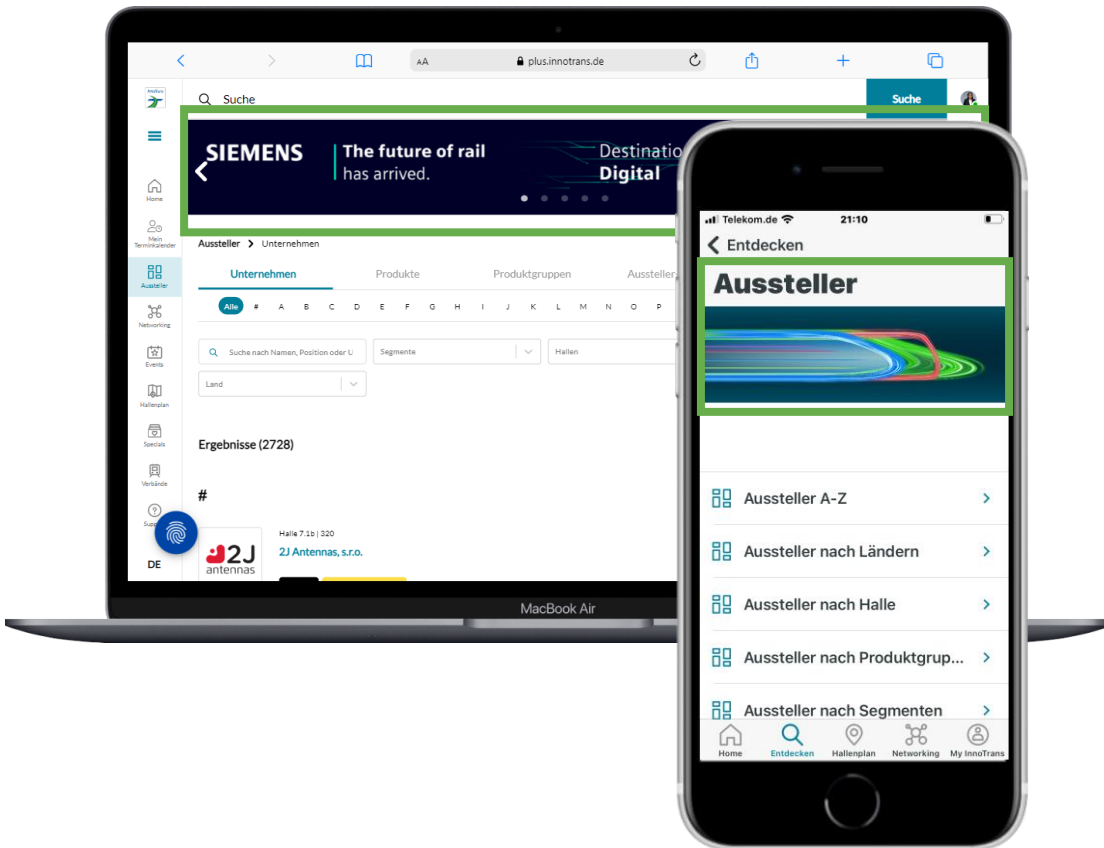 AA
plus.innotrans.de
Suche
Suche
SIEMENS
The future of rail
has arrived.
Destinatio
Digital
Home
Mein
Terminkalender
Aussteller
Networking
Events
Hallenplan
Specials
Verbände
Supp
DE
Aussteller > Unternehmen
Unternehmen
Produkte
Produktgruppen
Aussteller
Alle # A B C D E F G H I J K L M N O P
Suche nach Namen, Position oder U
Segmente
Hallen
Land
Ergebnisse (2728)
#
2J
antennas
Halle 7.1b | 320
2J Antennas, s.r.o.
MacBook Air
Telekom.de
21:10
Entdecken
Aussteller
Aussteller A-Z
Aussteller nach Ländern
Aussteller nach Halle
Aussteller nach Produktgrup...
Aussteller nach Segmenten
Home
Entdecken
Hallenplan
Networking
My InnoTrans